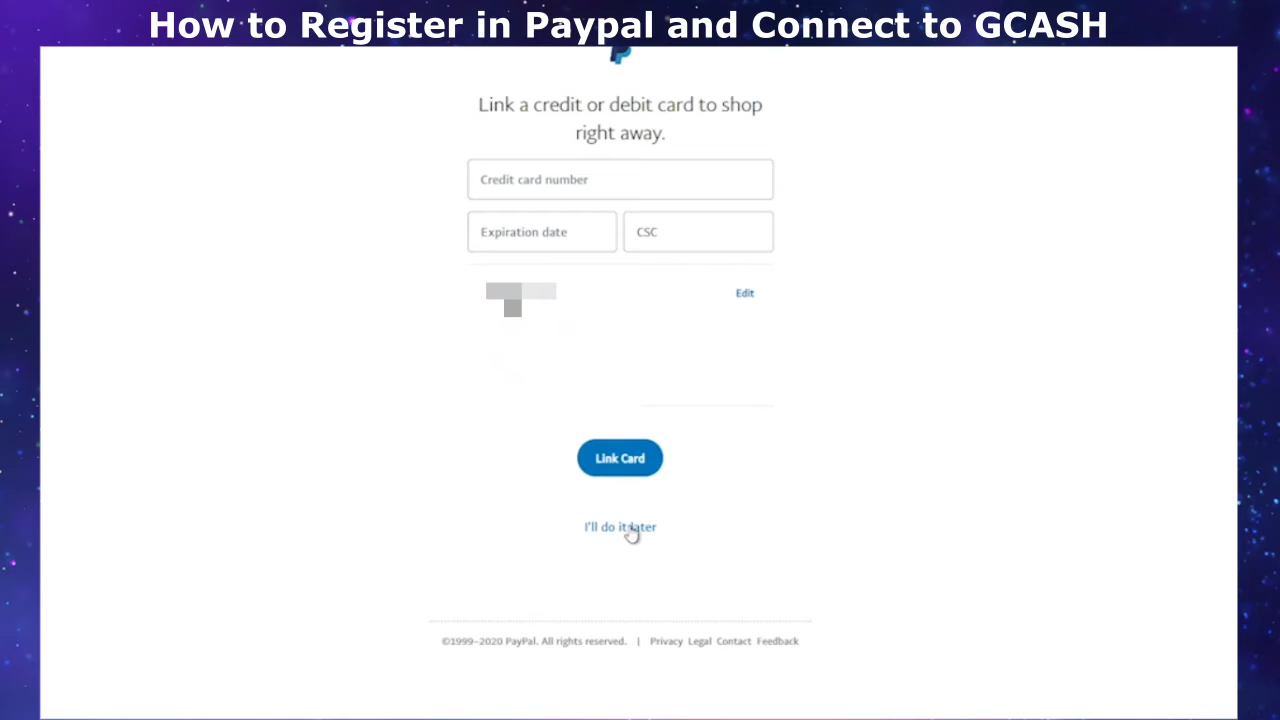 How to Register in Paypal and Connect to GCASH
Link a credit or debit card to shop
right away.
Credit card number
Expiration date CSC
Edit
Link Card
I'll do it later
©1999–2020 PayPal. All rights reserved. | Privacy Legal Contact Feedback